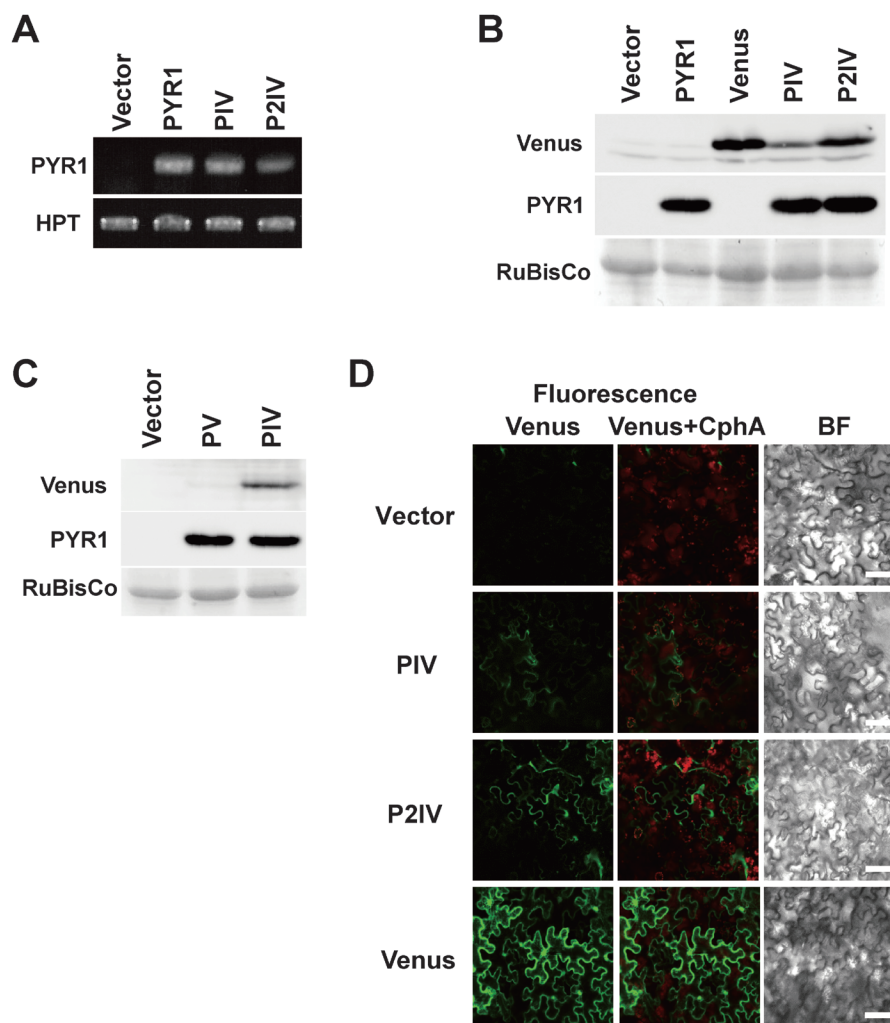 A
Vector
PYR1
PIV
P2IV
PYR1
HPT
B
Vector
PYR1
Venus
PIV
P2IV
Venus
PYR1
RuBisCo
C
Vector
PV
PIV
Venus
PYR1
RuBisCo
D
Fluorescence
Venus Venus+CphA BF
Vector
PIV
P2IV
Venus